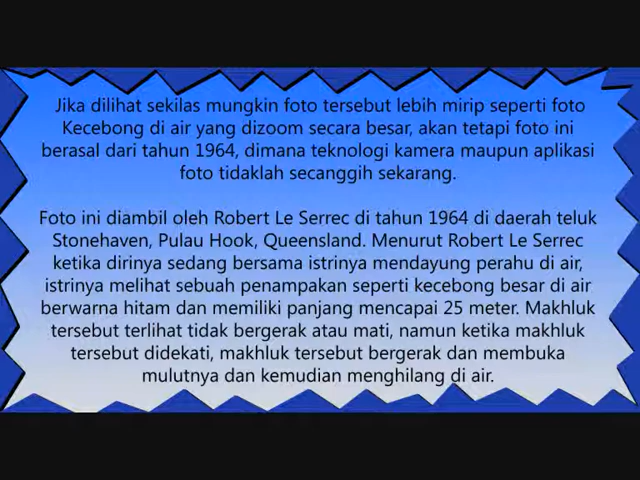 Jika dilihat sekilas mungkin foto tersebut lebih mirip seperti foto
Kecebong di air yang dizoom secara besar, akan tetapi foto ini
berasal dari tahun 1964, dimana teknologi kamera maupun aplikasi
foto tidaklah secanggih sekarang.
Foto ini diambil oleh Robert Le Serrec di tahun 1964 di daerah teluk
Stonehaven, Pulau Hook, Queensland. Menurut Robert Le Serrec
ketika dirinya sedang bersama istrinya mendayung perahu di air,
istrinya melihat sebuah penampakan seperti kecebong besar di air
berwarna hitam dan memiliki panjang mencapai 25 meter. Makhluk
tersebut terlihat tidak bergerak atau mati, namun ketika makhluk
tersebut didekati, makhluk tersebut bergerak dan membuka
mulutnya dan kemudian menghilang di air.